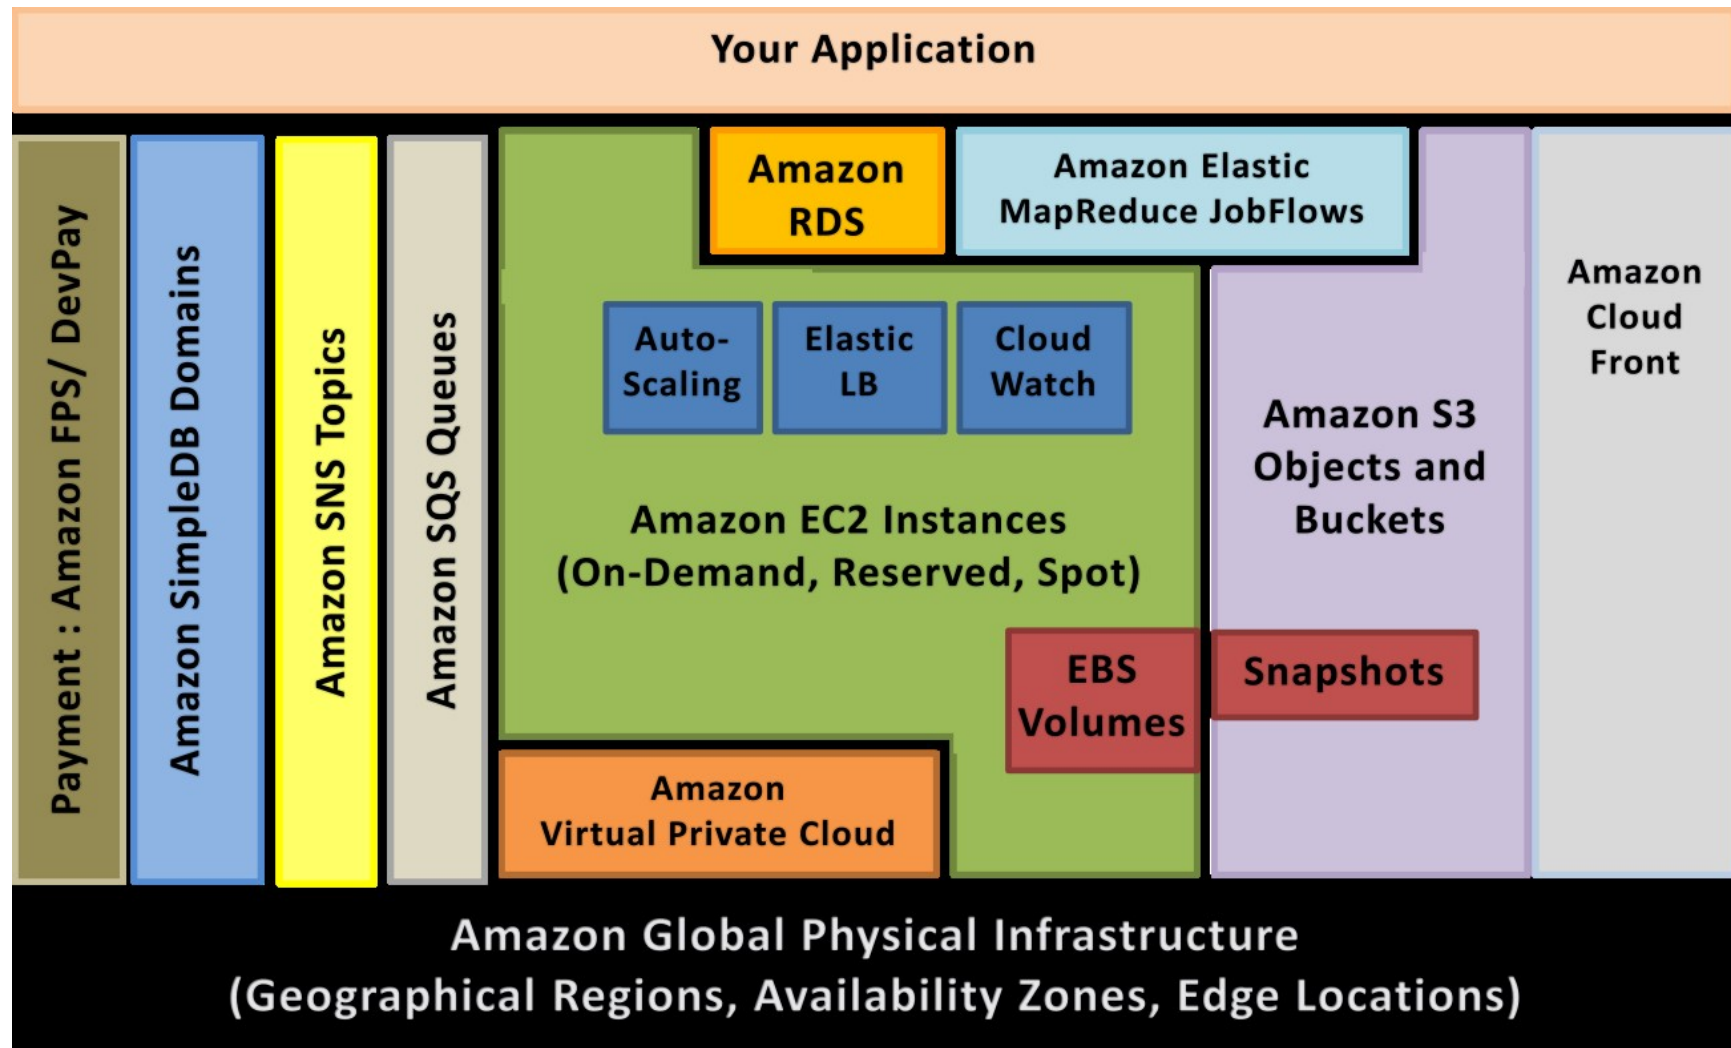 Your Application
Payment : Amazon FPS/ DevPay
Amazon SimpleDB Domains
Amazon SNS Topics
Amazon SQS Queues
Amazon
RDS
Amazon Elastic
MapReduce JobFlows
Auto-
Scaling
Elastic
LB
Cloud
Watch
Amazon EC2 Instances
(On-Demand, Reserved, Spot)
EBS
Volumes
Amazon
Virtual Private Cloud
Amazon S3
Objects and
Buckets
Snapshots
Amazon
Cloud
Front
Amazon Global Physical Infrastructure
(Geographical Regions, Availability Zones, Edge Locations)